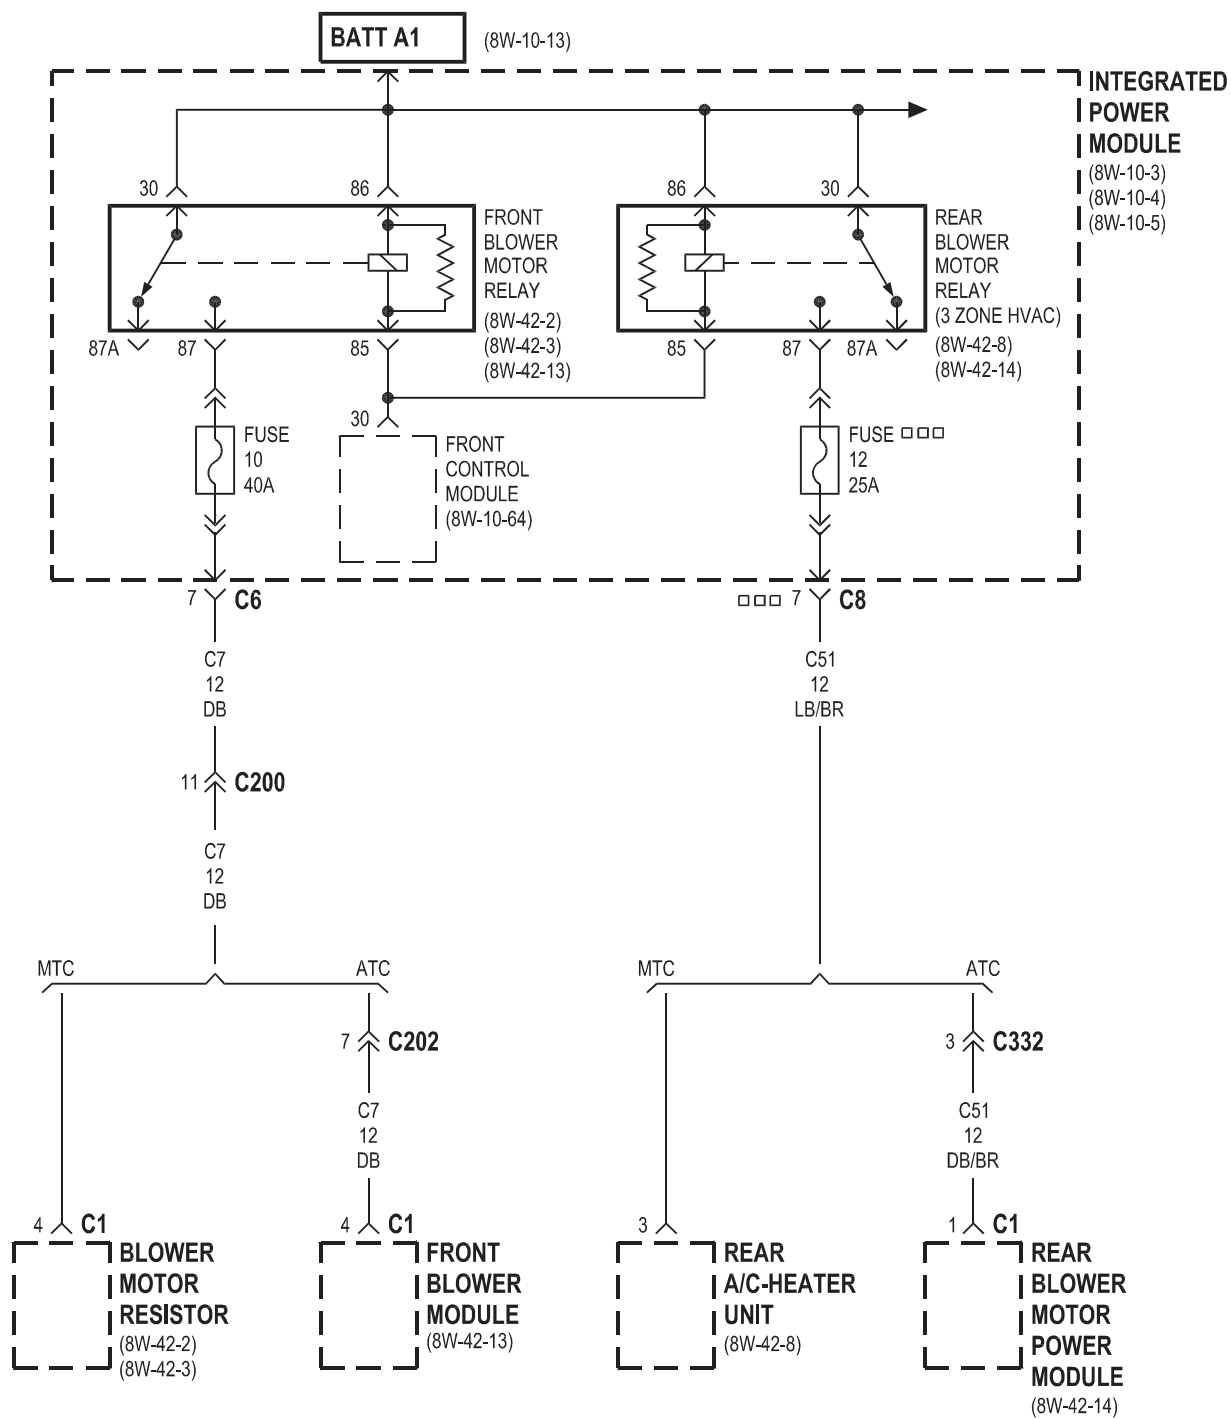 BATT A1 (8W-10-13)
INTEGRATED
POWER
MODULE
(8W-10-3)
(8W-10-4)
(8W-10-5)
30
86
86
30
FRONT
BLOWER
MOTOR
RELAY
(8W-42-2)
(8W-42-3)
(8W-42-13)
REAR
BLOWER
MOTOR
RELAY
(3 ZONE HVAC)
(8W-42-8)
(8W-42-14)
87A
87
85
85
87
87A
30
FUSE
10
40A
FRONT
CONTROL
MODULE
(8W-10-64)
FUSE □□□
12
25A
7 C6
□□□ 7 C8
C7
12
DB
C51
12
LB/BR
11 C200
C7
12
DB
MTC
ATC
MTC
ATC
7 C202
3 C332
C7
12
DB
C51
12
DB/BR
4 C1
4 C1
3
1 C1
BLOWER
MOTOR
RESISTOR
(8W-42-2)
(8W-42-3)
FRONT
BLOWER
MODULE
(8W-42-13)
REAR
A/C-HEATER
UNIT
(8W-42-8)
REAR
BLOWER
MOTOR
POWER
MODULE
(8W-42-14)